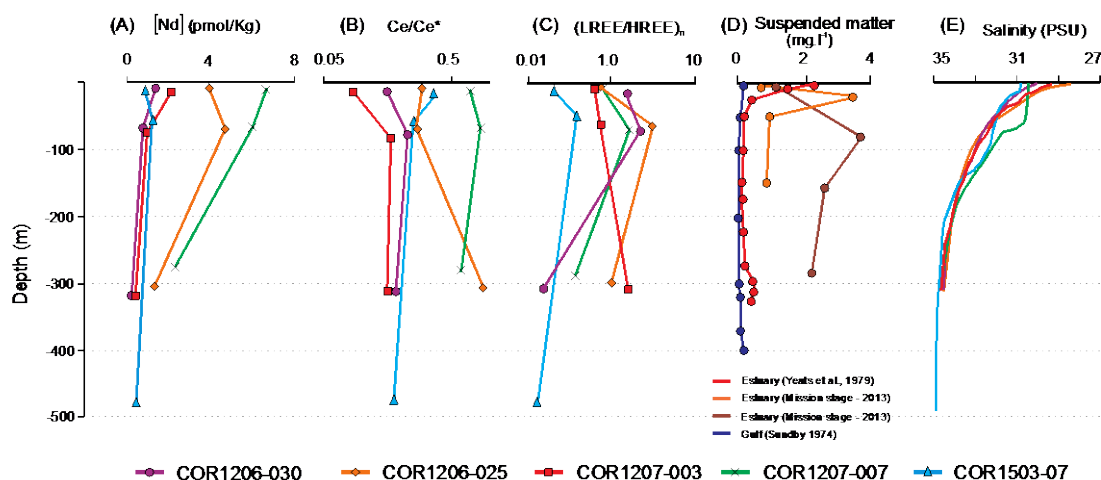 (A) [Nd] (pmol/Kg)
0 4 8
(B) Ce/Ce*
0.05 0.5
(C) (LREE/HREE)n
0.01 1.0 10
(D) Suspended matter
(mg.l-1)
0 2 4
(E) Salinity (PSU)
35 31 27
Depth (m)
-100
-200
-300
-400
-500
Estuary (Yeats et al., 1979)
Estuary (Mission stage - 2013)
Estuary (Mission stage - 2013)
Gulf (Sundby 1974)
COR1206-030 COR1206-025 COR1207-003 COR1207-007 COR1503-07